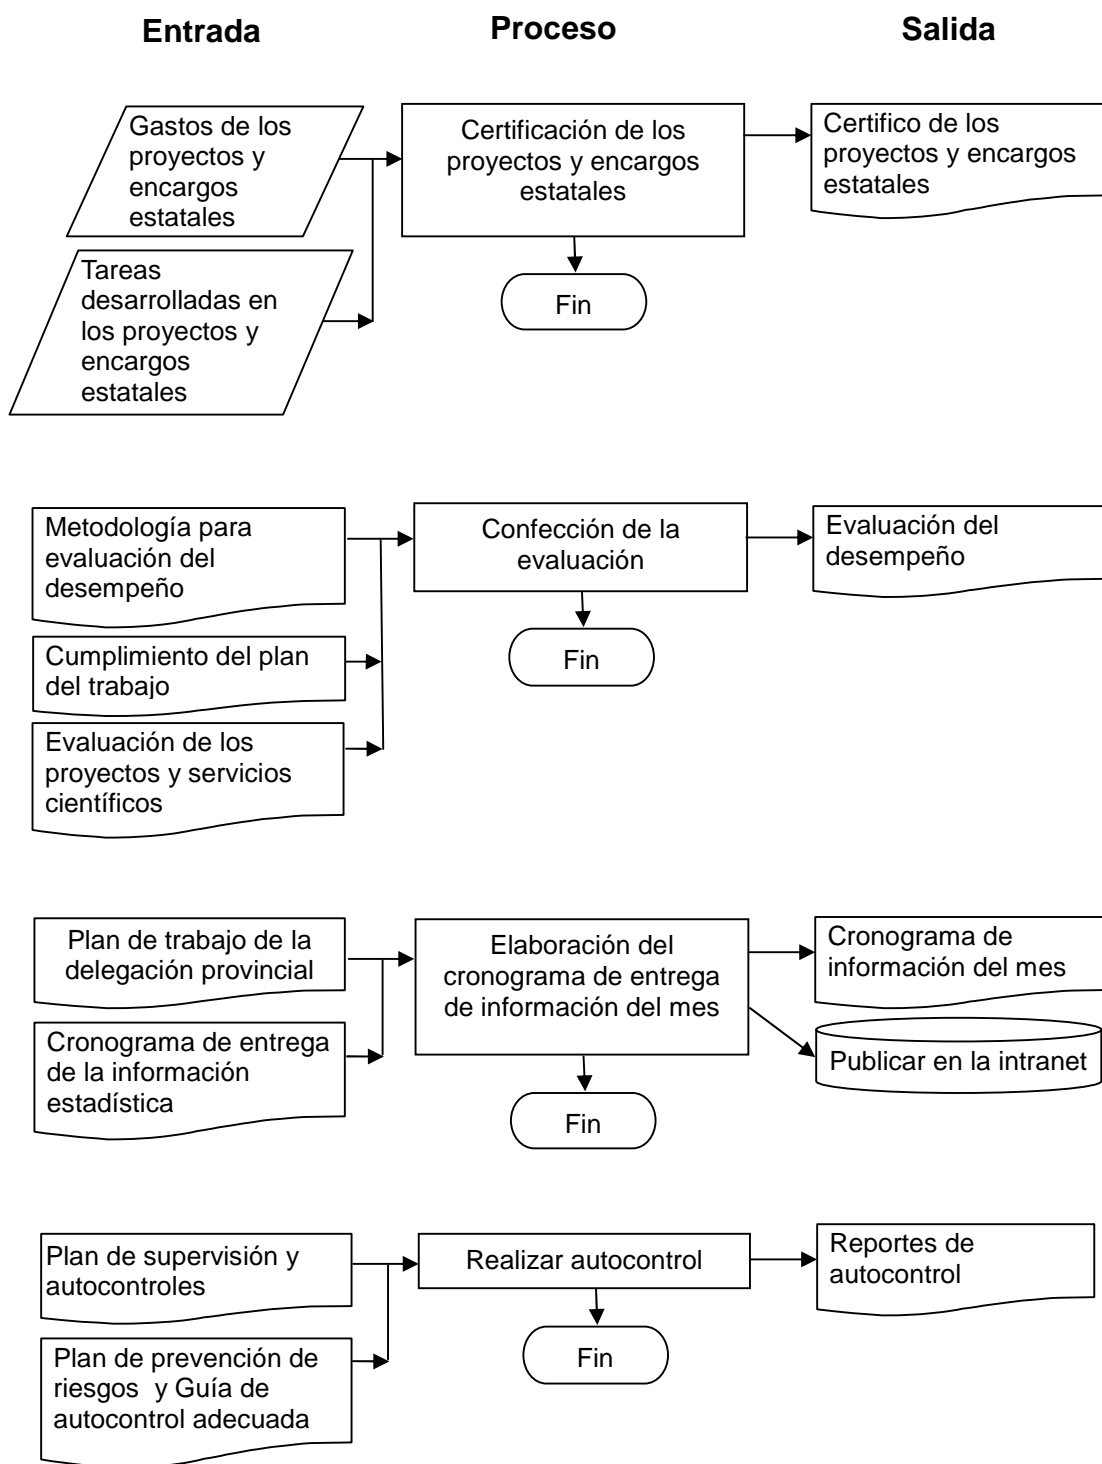 Entrada
Proceso
Salida
Gastos de los
proyectos y
encargos
estatales
Certificación de los
proyectos y encargos
estatales
Certifico de los
proyectos y encargos
estatales
Tareas
desarrolladas en
los proyectos y
encargos
estatales
Fin
Metodología para
evaluación del
desempeño
Confección de la
evaluación
Evaluación del
desempeño
Cumplimiento del plan
del trabajo
Fin
Evaluación de los
proyectos y servicios
científicos
Plan de trabajo de la
delegación provincial
Elaboración del
cronograma de entrega
de información del mes
Cronograma de
información del mes
Cronograma de entrega
de la información
estadística
Publicar en la intranet
Fin
Plan de supervisión y
autocontroles
Realizar autocontrol
Reportes de
autocontrol
Plan de prevención de
riesgos  y Guía de
autocontrol adecuada
Fin